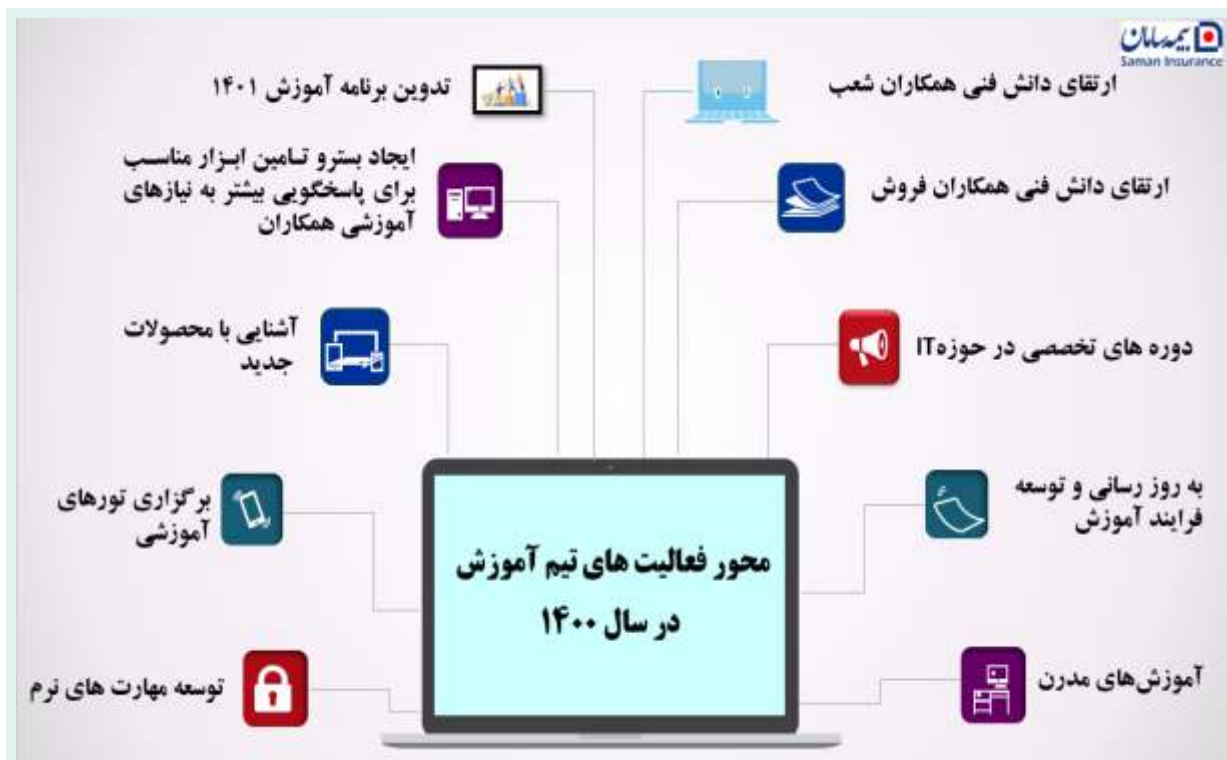 بیمه سامان
Saman Insurance
ارتقای دانش فنی همکاران شعب
ارتقای دانش فنی همکاران فروش
دوره های تخصصی در حوزهIT
به روز رسانی و توسعه
فرایند آموزش
آموزش‌های مدرن
تدوین برنامه آموزش ۱۴۰۱
ایجاد بسترو تامین ابزار مناسب
برای پاسخگویی بیشتر به نیازهای
آموزشی همکاران
آشنایی با محصولات
جدید
برگزاری تورهای
آموزشی
توسعه مهارت های نرم
محور فعالیت های تیم آموزش
در سال ۱۴۰۰